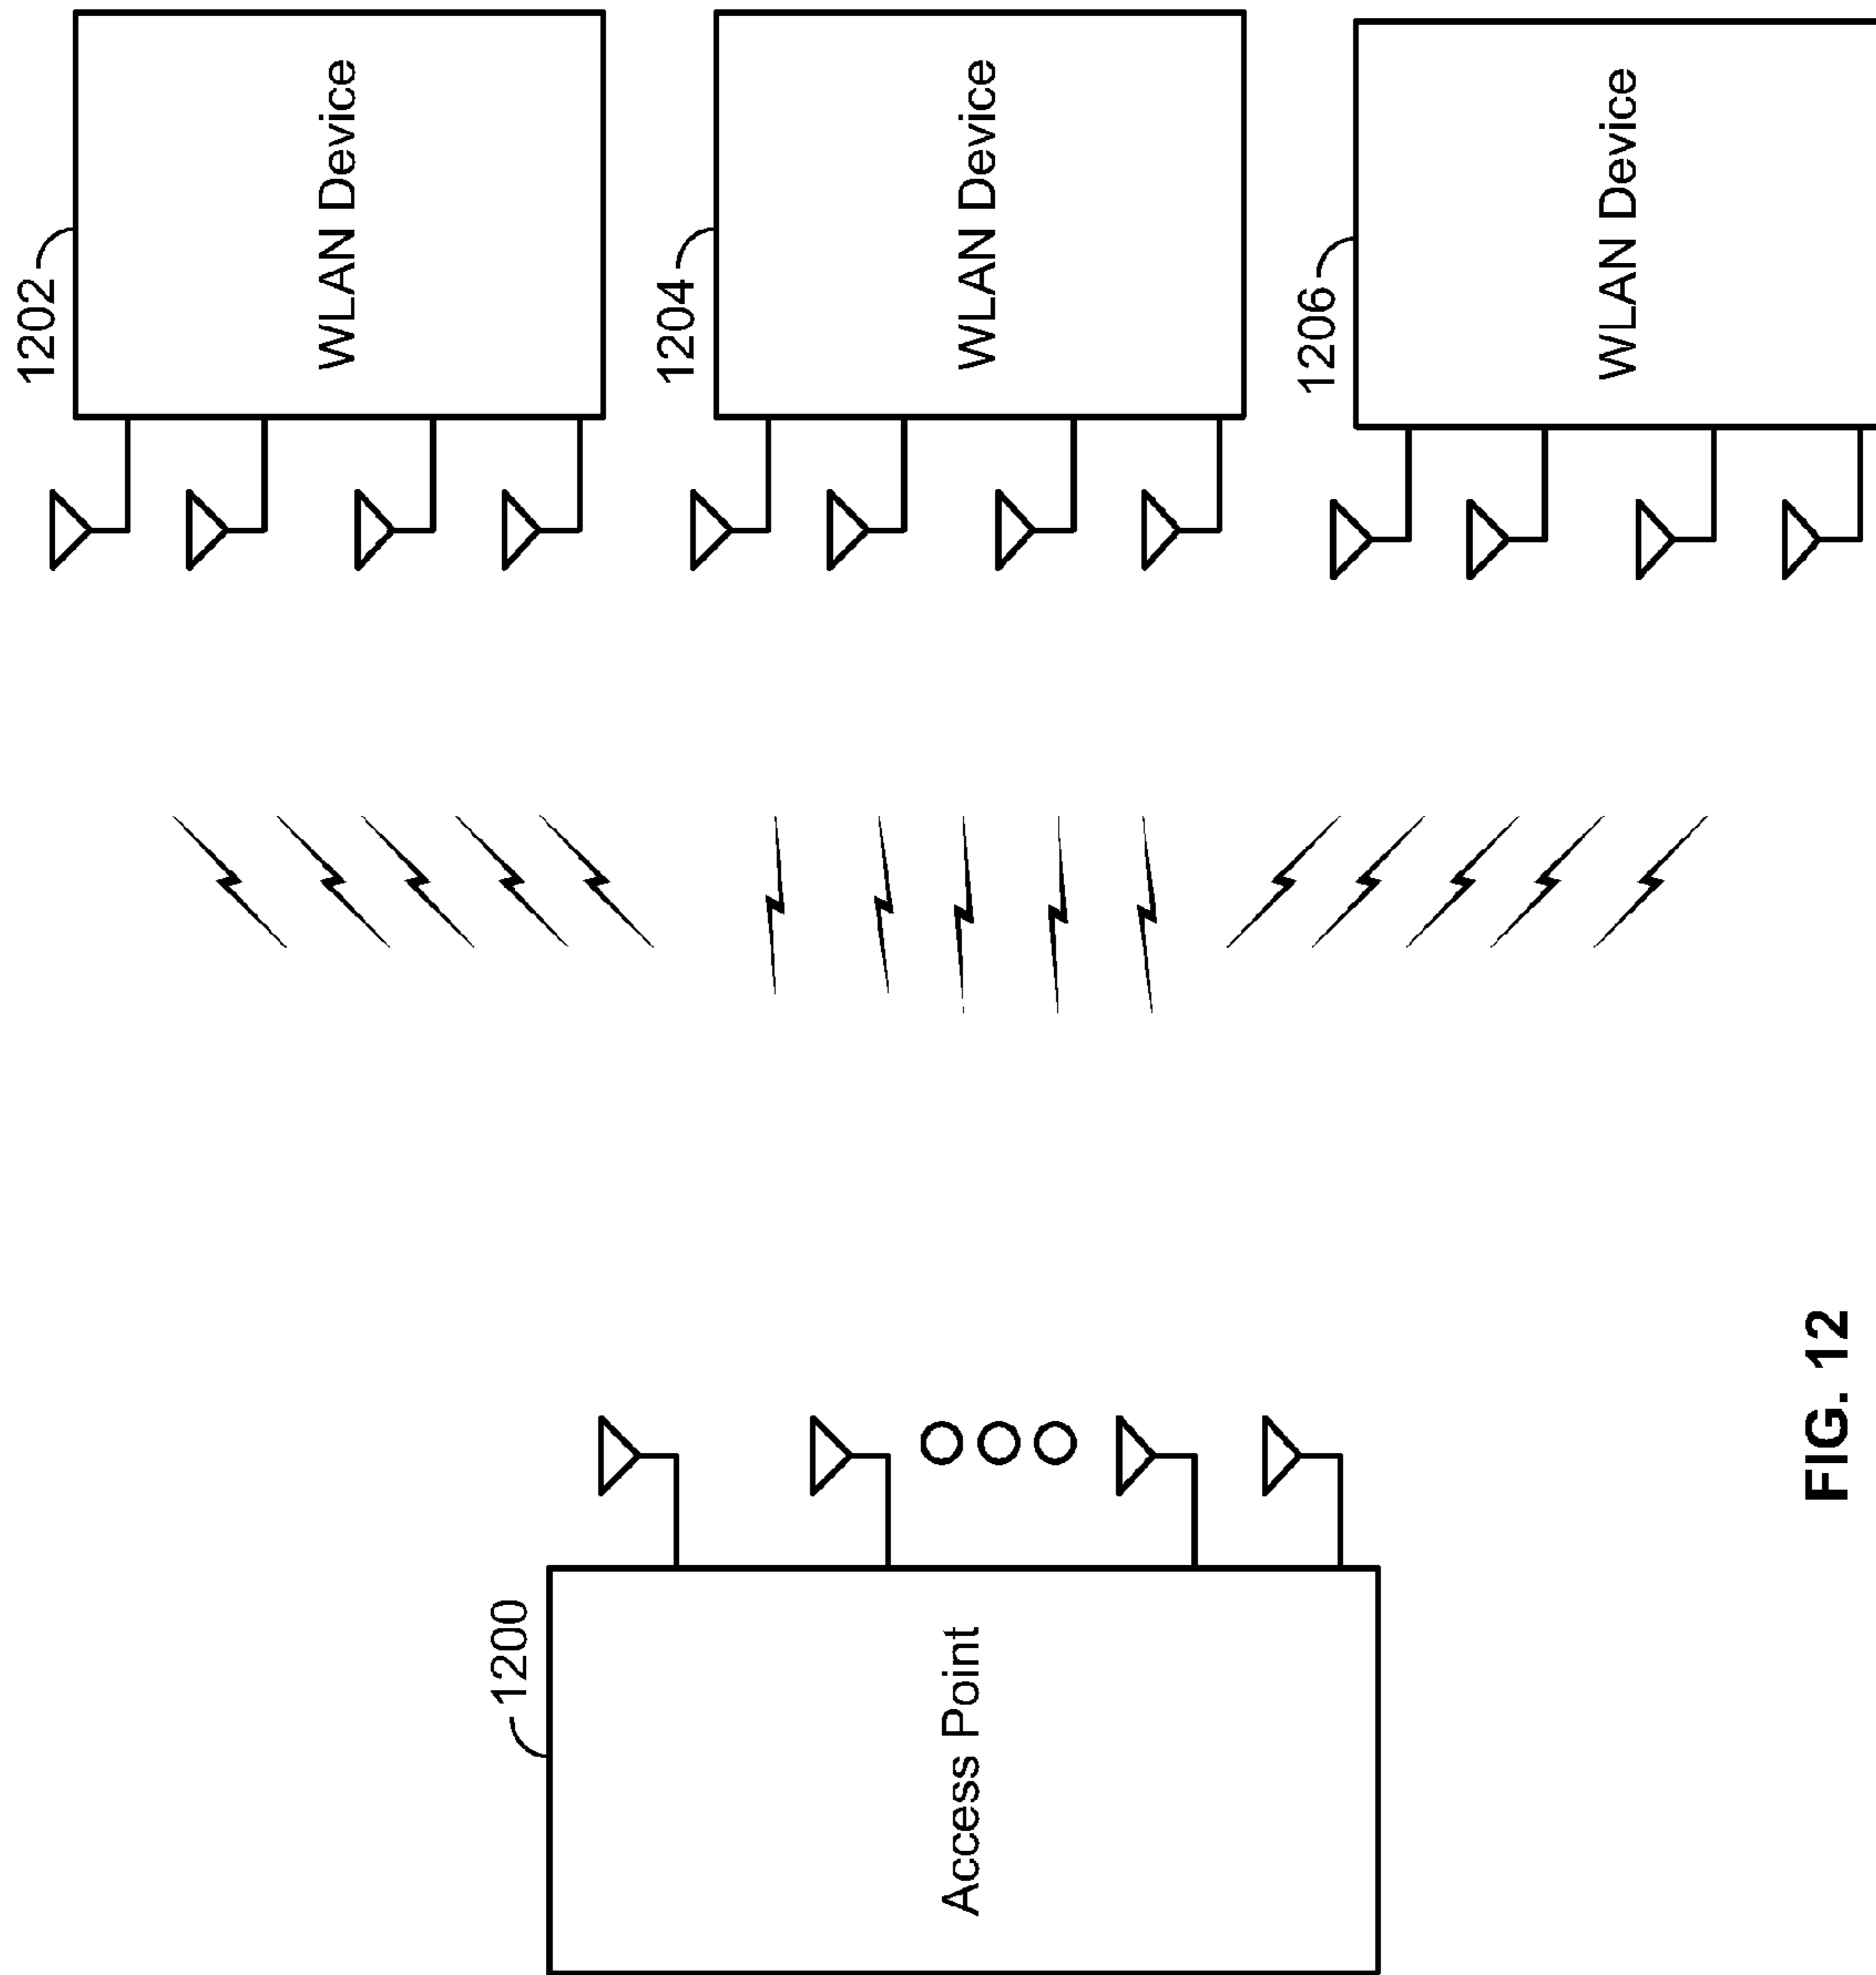 1202
WLAN Device
1204
WLAN Device
1206
WLAN Device
1200
Access Point
FIG. 12